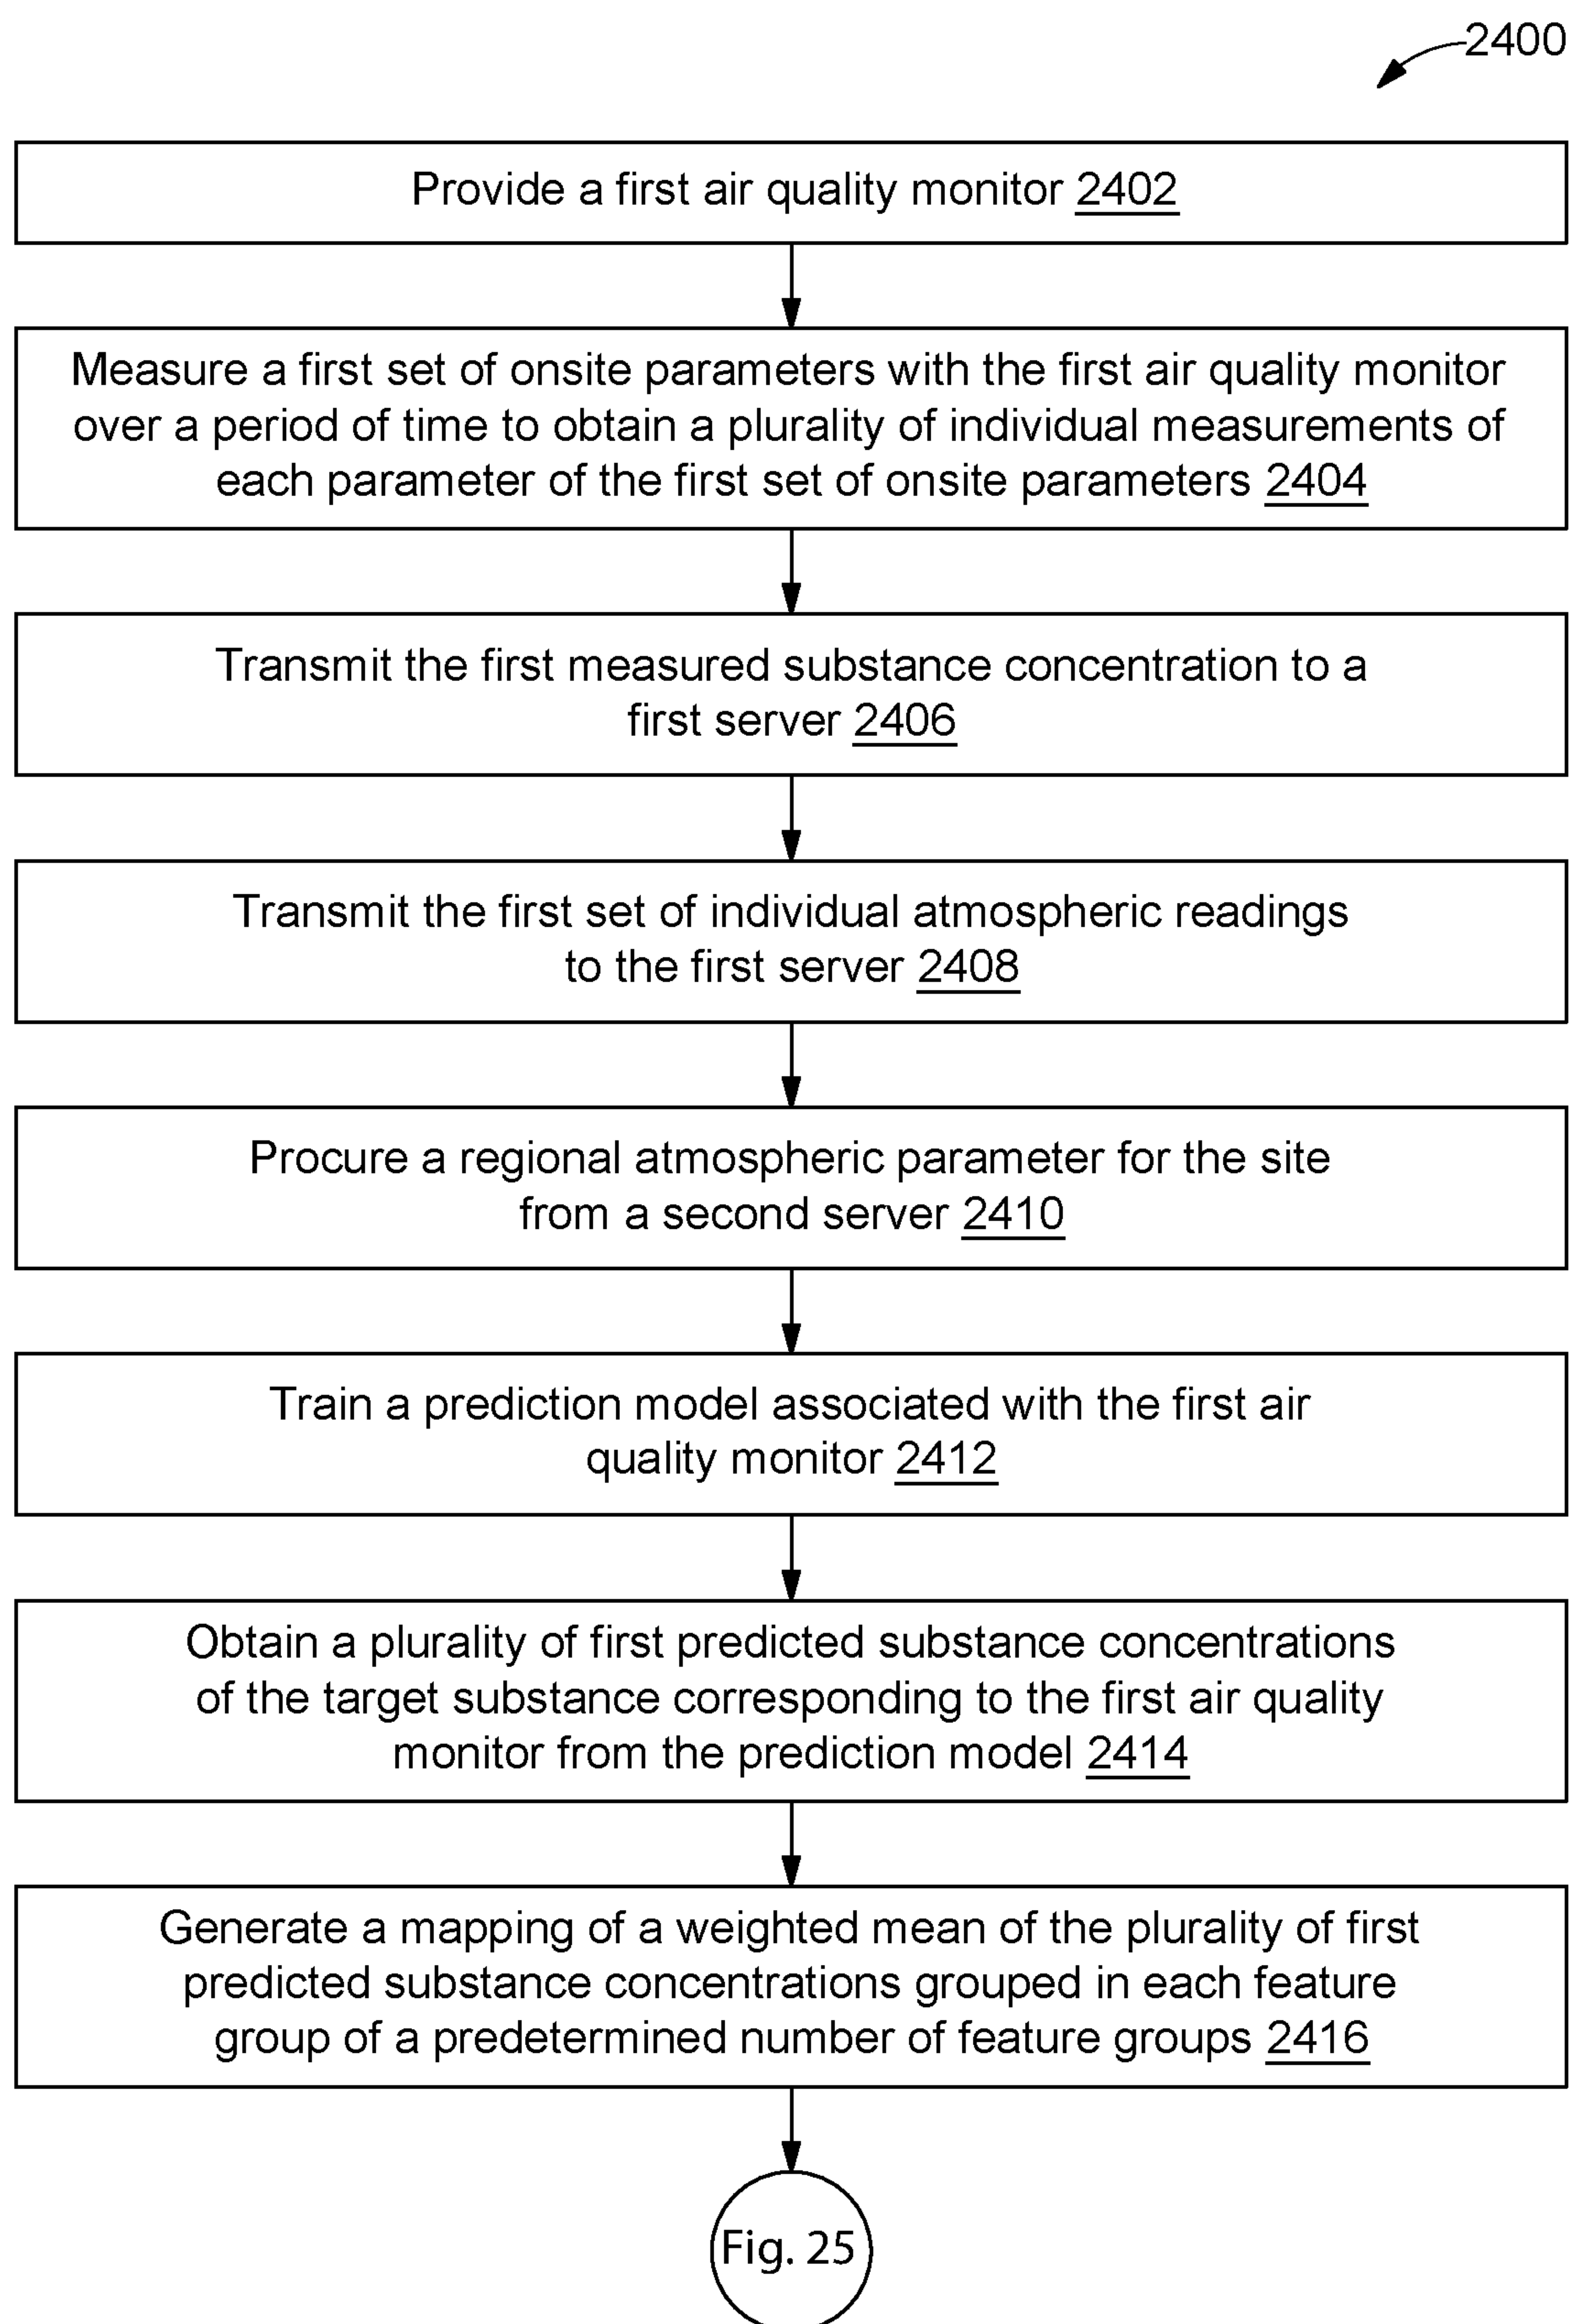 2400
Provide a first air quality monitor 2402
Measure a first set of onsite parameters with the first air quality monitor
over a period of time to obtain a plurality of individual measurements of
each parameter of the first set of onsite parameters 2404
Transmit the first measured substance concentration to a
first server 2406
Transmit the first set of individual atmospheric readings
to the first server 2408
Procure a regional atmospheric parameter for the site
from a second server 2410
Train a prediction model associated with the first air
quality monitor 2412
Obtain a plurality of first predicted substance concentrations
of the target substance corresponding to the first air quality
monitor from the prediction model 2414
Generate a mapping of a weighted mean of the plurality of first
predicted substance concentrations grouped in each feature
group of a predetermined number of feature groups 2416
Fig. 25